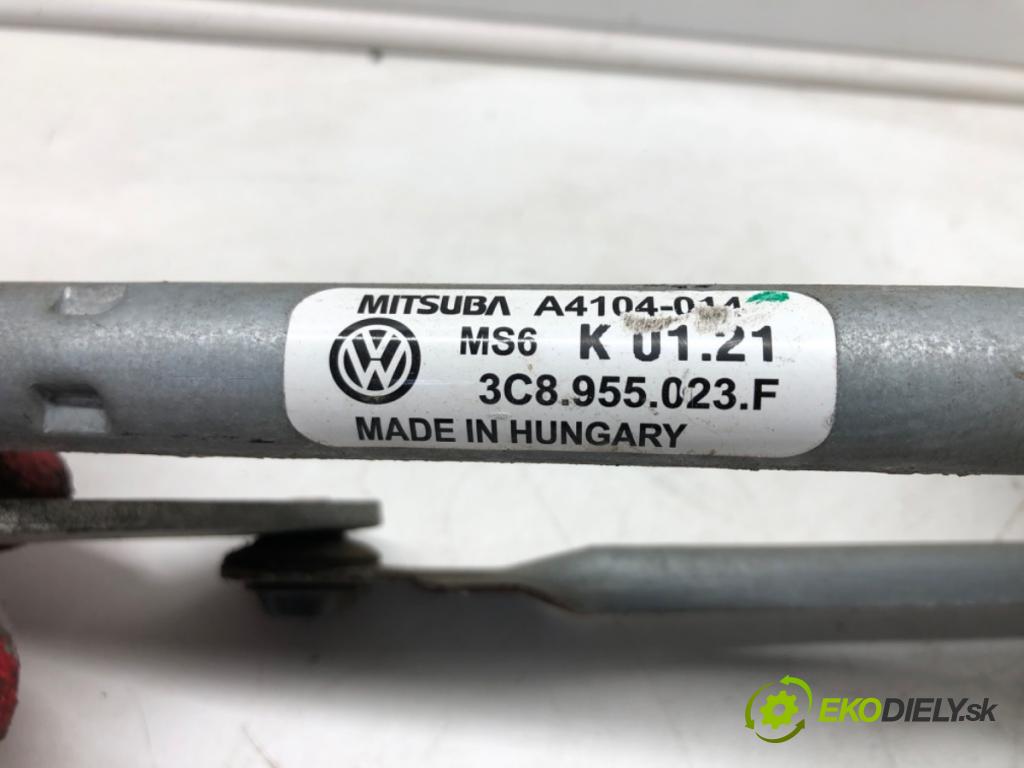 MITSUBA A4104-014
MS6 K 01.21
3C8.955.023.F
MADE IN HUNGARY
EKODIELY.sk